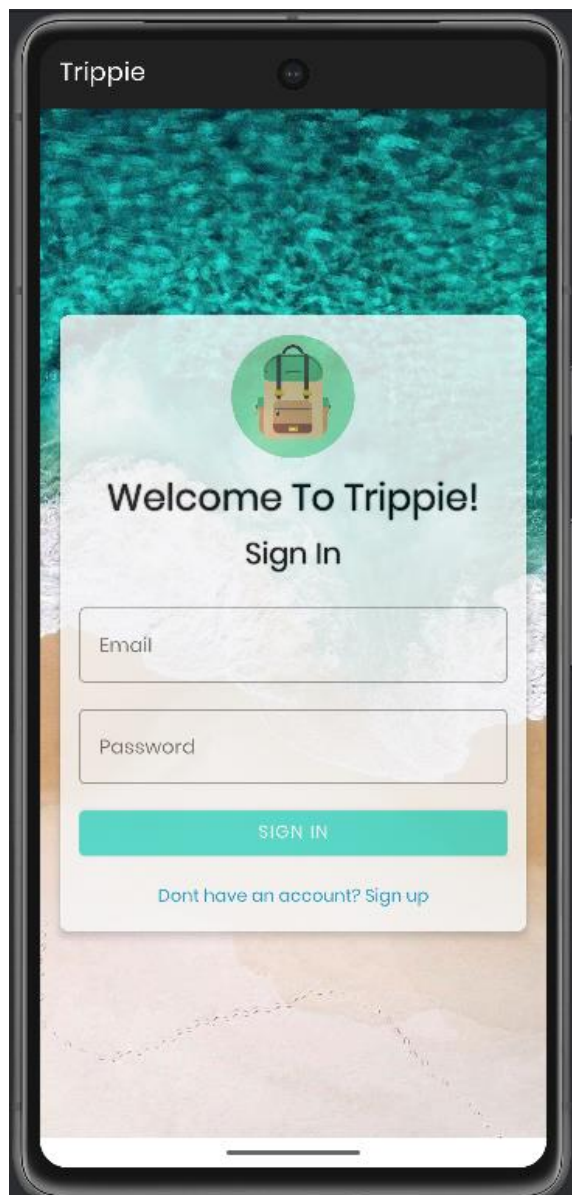 Trippie
Welcome To Trippie!
Sign In
Email
Password
SIGN IN
Dont have an account? Sign up